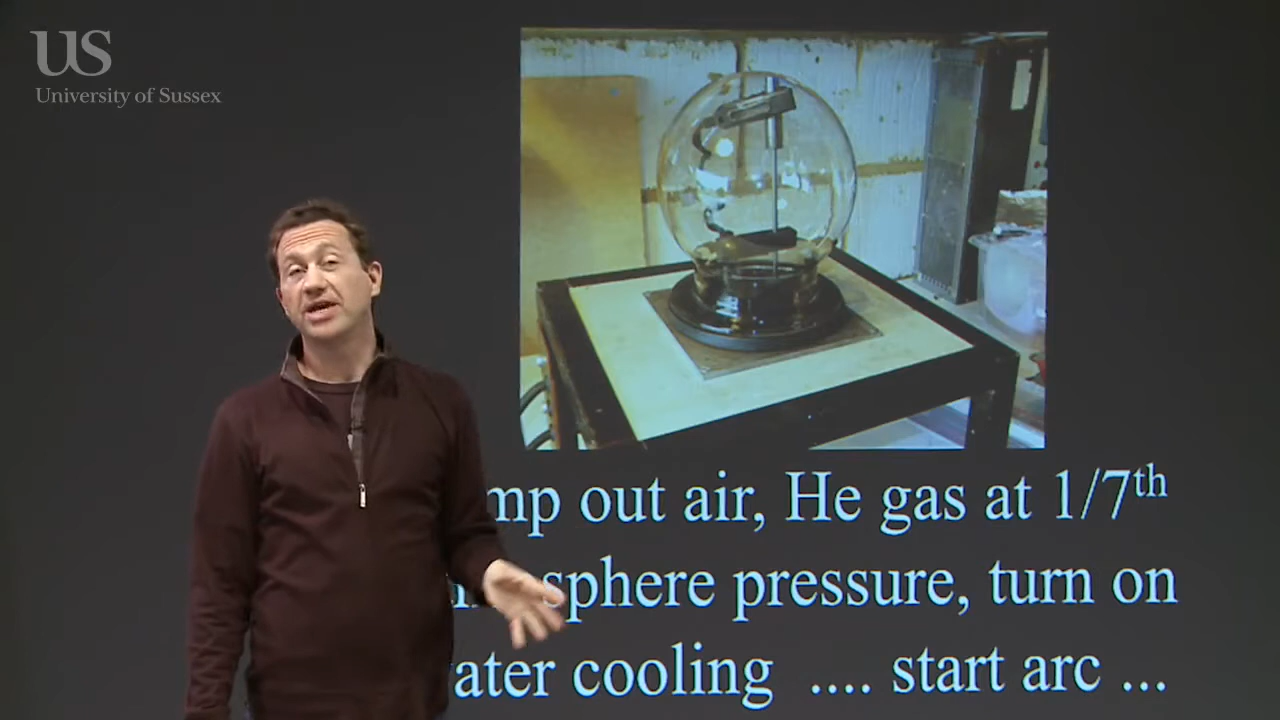 US
University of Sussex
mp out air, He gas at 1/7th
sphere pressure, turn on
ater cooling .... start arc ...